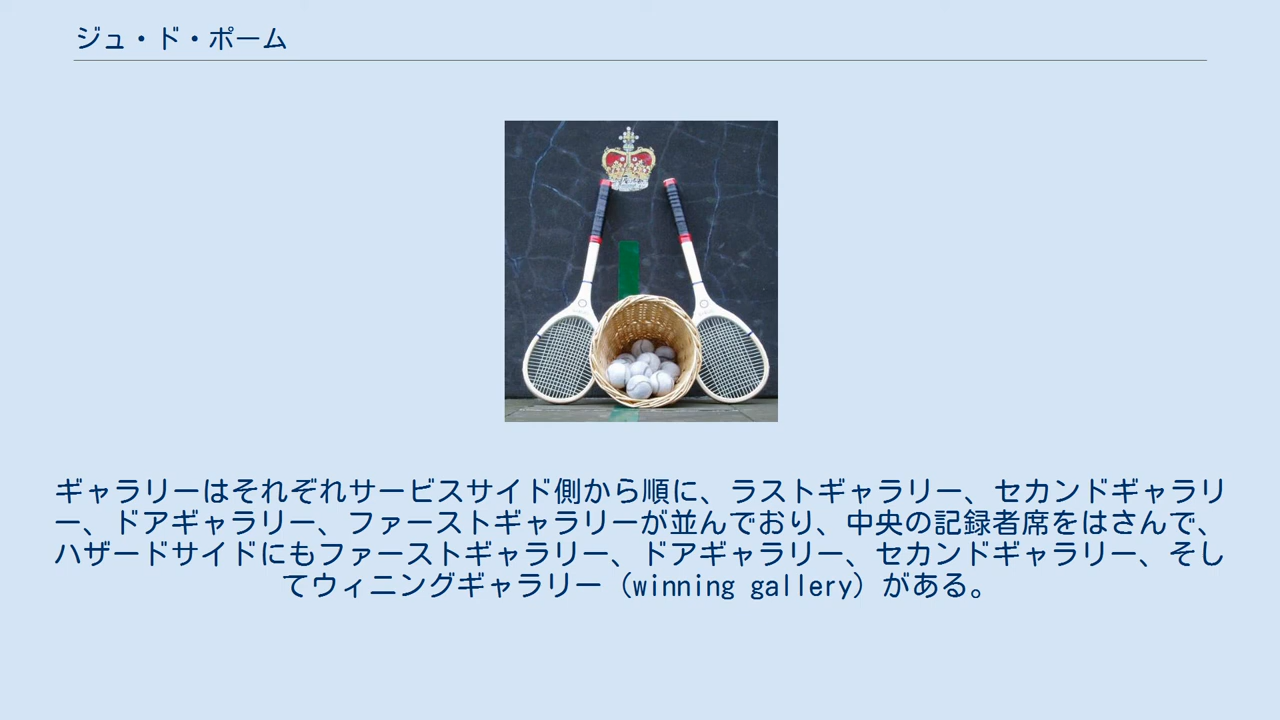 ジュ・ド・ポーム
ギャラリーはそれぞれサービスサイド側から順に、ラストギャラリー、セカンドギャラリ
ー、ドアギャラリー、ファーストギャラリーが並んでおり、中央の記録者席をはさんで、
ハザードサイドにもファーストギャラリー、ドアギャラリー、セカンドギャラリー、そし
てウィニングギャラリー（winning gallery）がある。